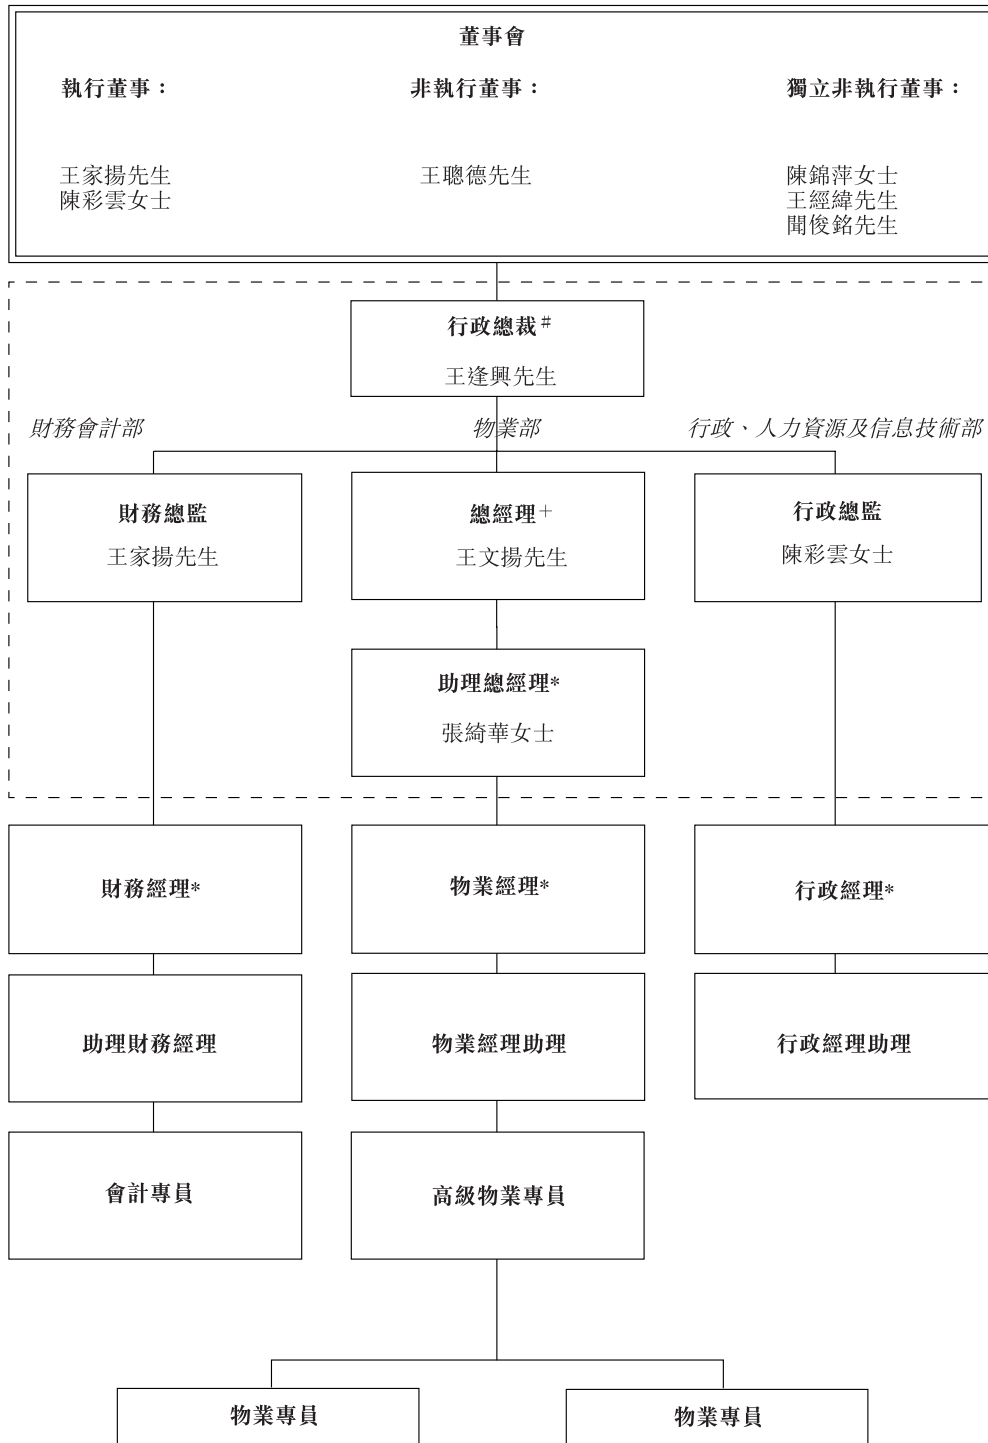 董事會
執行董事：
非執行董事：
獨立非執行董事：
王家揚先生
陳彩雲女士
王聰德先生
陳錦萍女士
王經緯先生
聞俊銘先生
行政總裁#
王逢興先生
財務會計部
物業部
行政、人力資源及信息技術部
財務總監
王家揚先生
總經理+
王文揚先生
行政總監
陳彩雲女士
助理總經理*
張綺華女士
財務經理*
物業經理*
行政經理*
助理財務經理
物業經理助理
行政經理助理
會計專員
高級物業專員
物業專員
物業專員